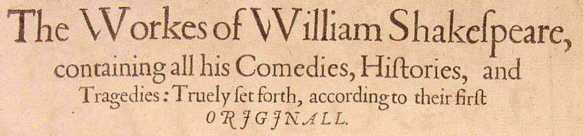 The Workes of William Shakeſpeare,
containing all his Comedies, Hiſtories, and
Tragedies: Truely ſet forth, according to their firſt
ORJGJNALL.